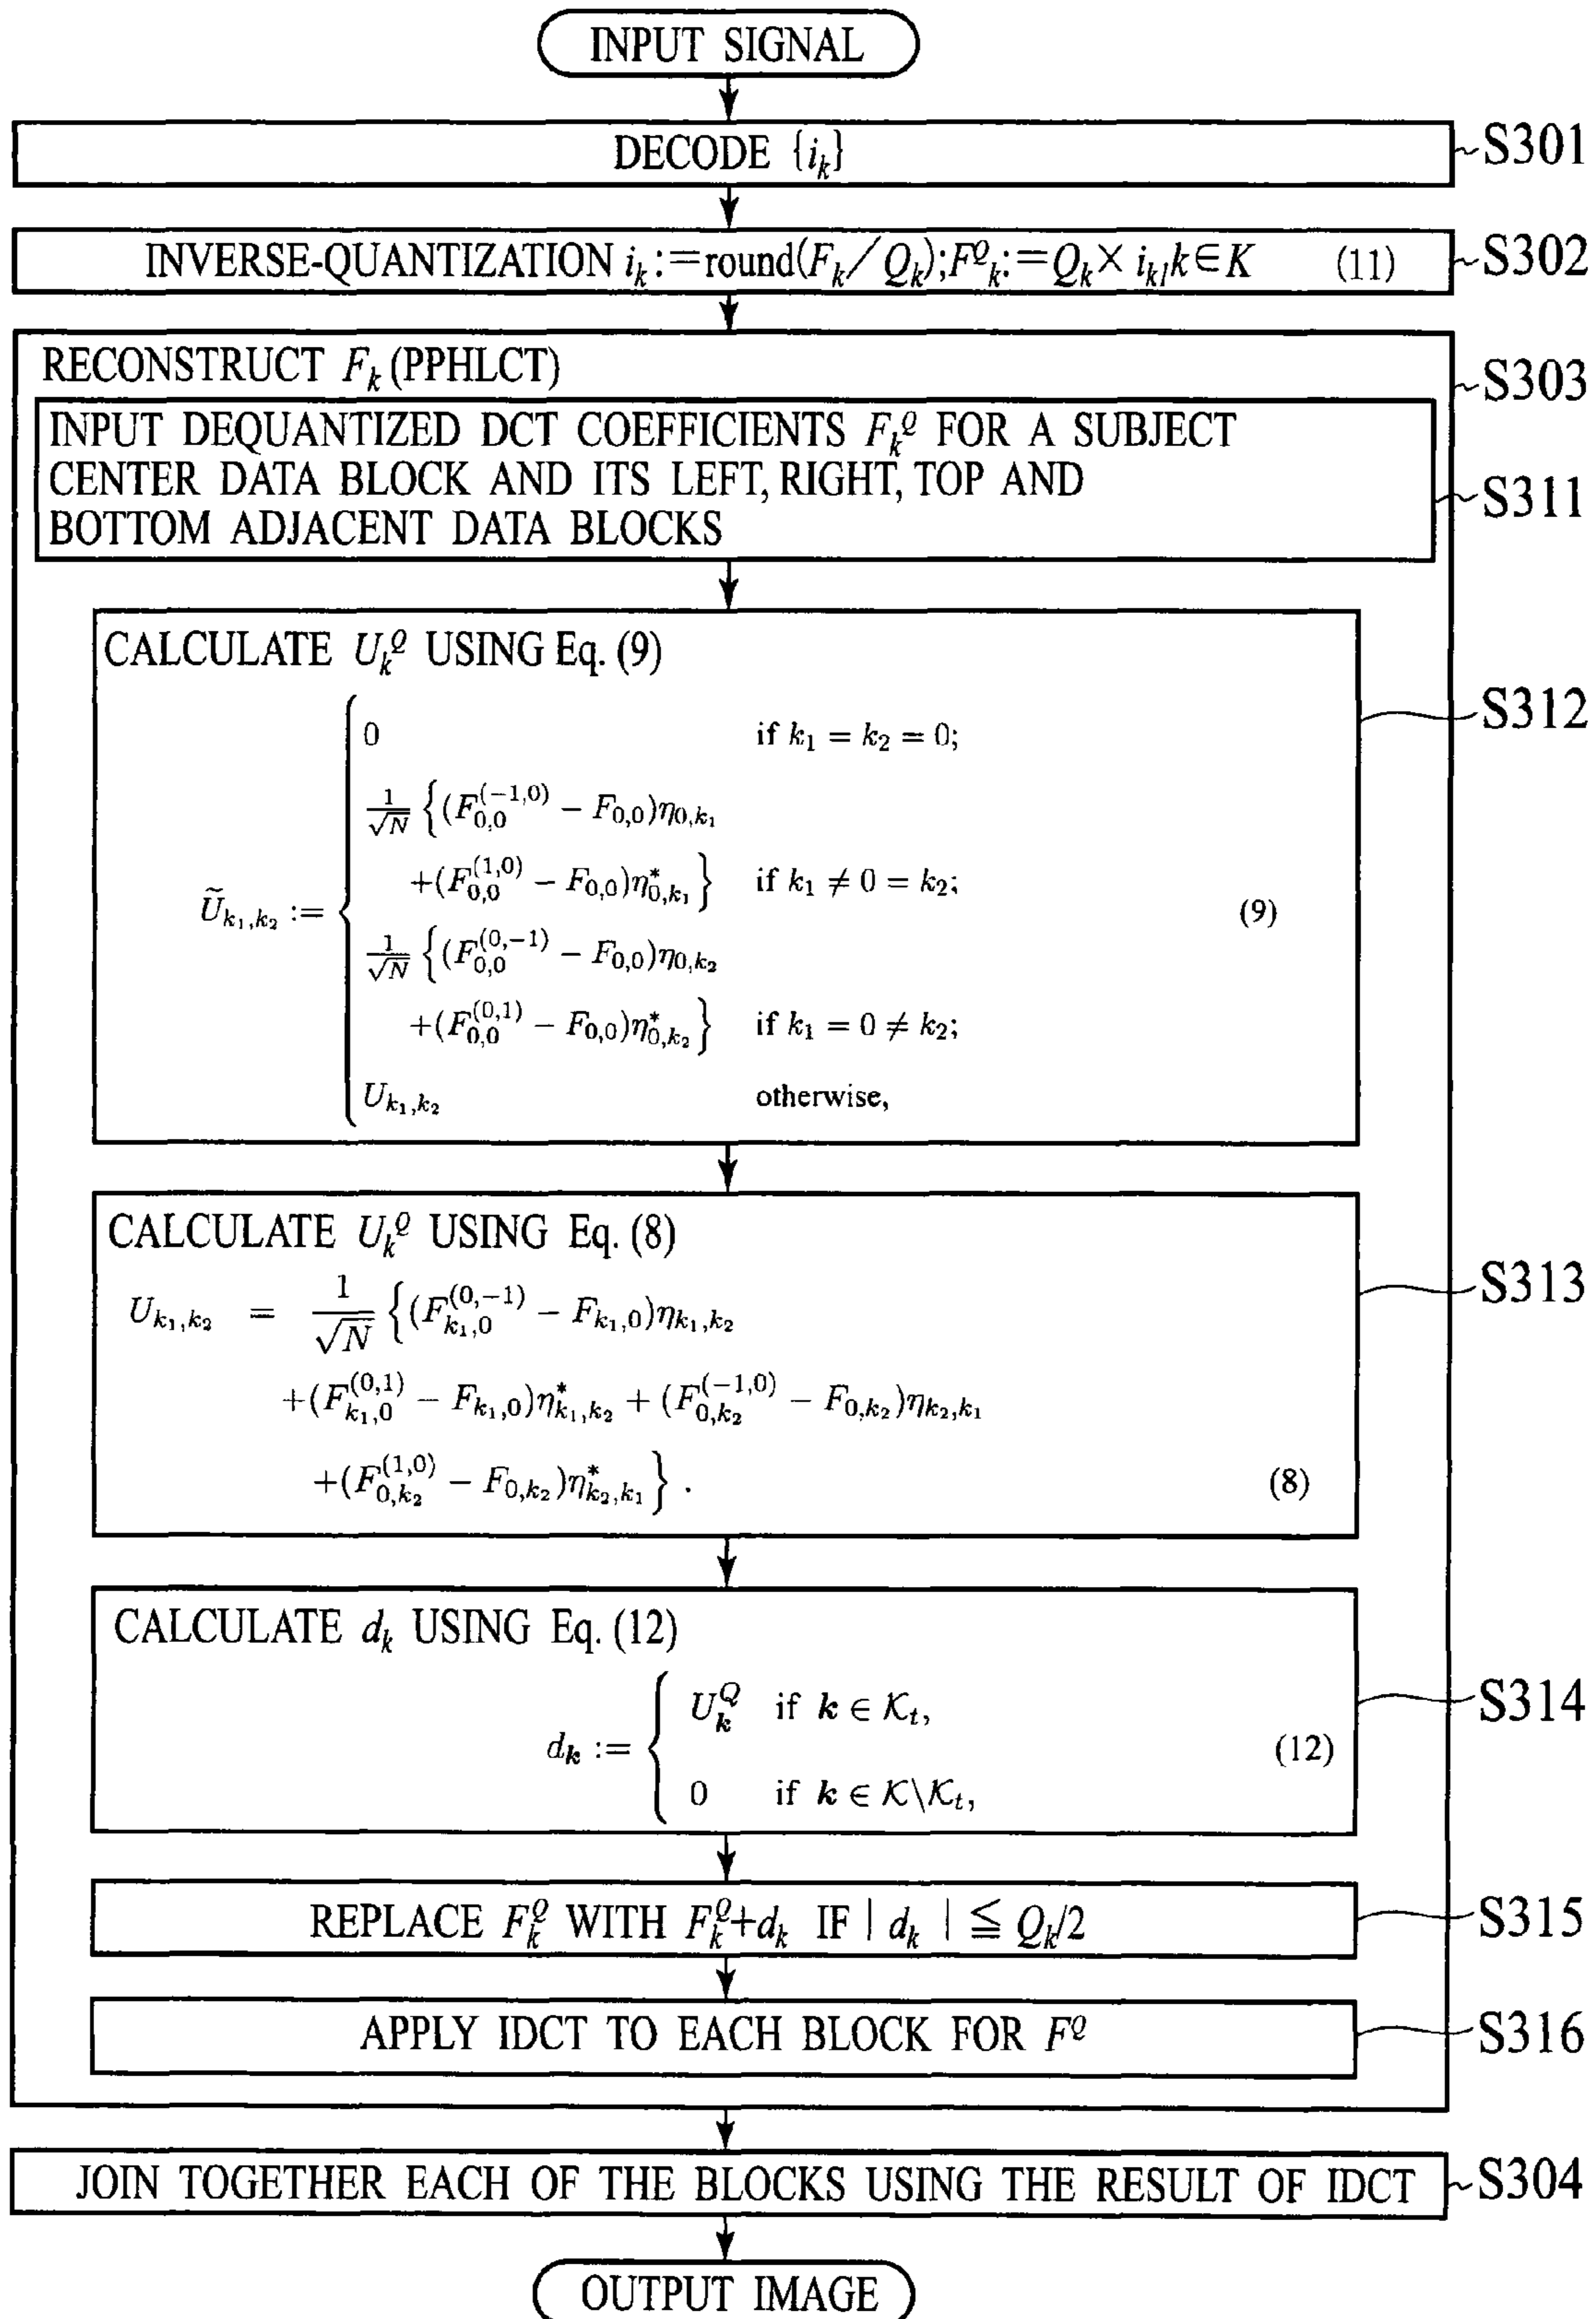 INPUT SIGNAL
DECODE {i_k}
S301
INVERSE-QUANTIZATION i_k:=round(F_k/Q_k);F^Q_k:=Q_k×i_k,k∈K (11)
S302
RECONSTRUCT F_k (PPHLCT)
S303
INPUT DEQUANTIZED DCT COEFFICIENTS F_k^Q FOR A SUBJECT
CENTER DATA BLOCK AND ITS LEFT, RIGHT, TOP AND
BOTTOM ADJACENT DATA BLOCKS
S311
CALCULATE U_k^Q USING Eq. (9)
S312
0 if k_1 = k_2 = 0;
1/√N {(F_{0,0}^{(-1,0)} − F_{0,0})η_{0,k_1}
+(F_{0,0}^{(1,0)} − F_{0,0})η^*_{0,k_1}} if k_1 ≠ 0 = k_2;
Ũ_{k_1,k_2} := { (9)
1/√N {(F_{0,0}^{(0,-1)} − F_{0,0})η_{0,k_2}
+(F_{0,0}^{(0,1)} − F_{0,0})η^*_{0,k_2}} if k_1 = 0 ≠ k_2;
U_{k_1,k_2} otherwise,
CALCULATE U_k^Q USING Eq. (8)
U_{k_1,k_2} = 1/√N {(F_{k_1,0}^{(0,-1)} − F_{k_1,0})η_{k_1,k_2}
S313
+(F_{k_1,0}^{(0,1)} − F_{k_1,0})η^*_{k_1,k_2} + (F_{0,k_2}^{(-1,0)} − F_{0,k_2})η_{k_2,k_1}
+(F_{0,k_2}^{(1,0)} − F_{0,k_2})η^*_{k_2,k_1}} . (8)
CALCULATE d_k USING Eq. (12)
U_k^Q if k ∈ K_t,
S314
d_k := { (12)
0 if k ∈ K\K_t,
REPLACE F_k^Q WITH F_k^Q+d_k IF | d_k | ≦ Q_k/2
S315
APPLY IDCT TO EACH BLOCK FOR F^Q
S316
JOIN TOGETHER EACH OF THE BLOCKS USING THE RESULT OF IDCT
S304
OUTPUT IMAGE